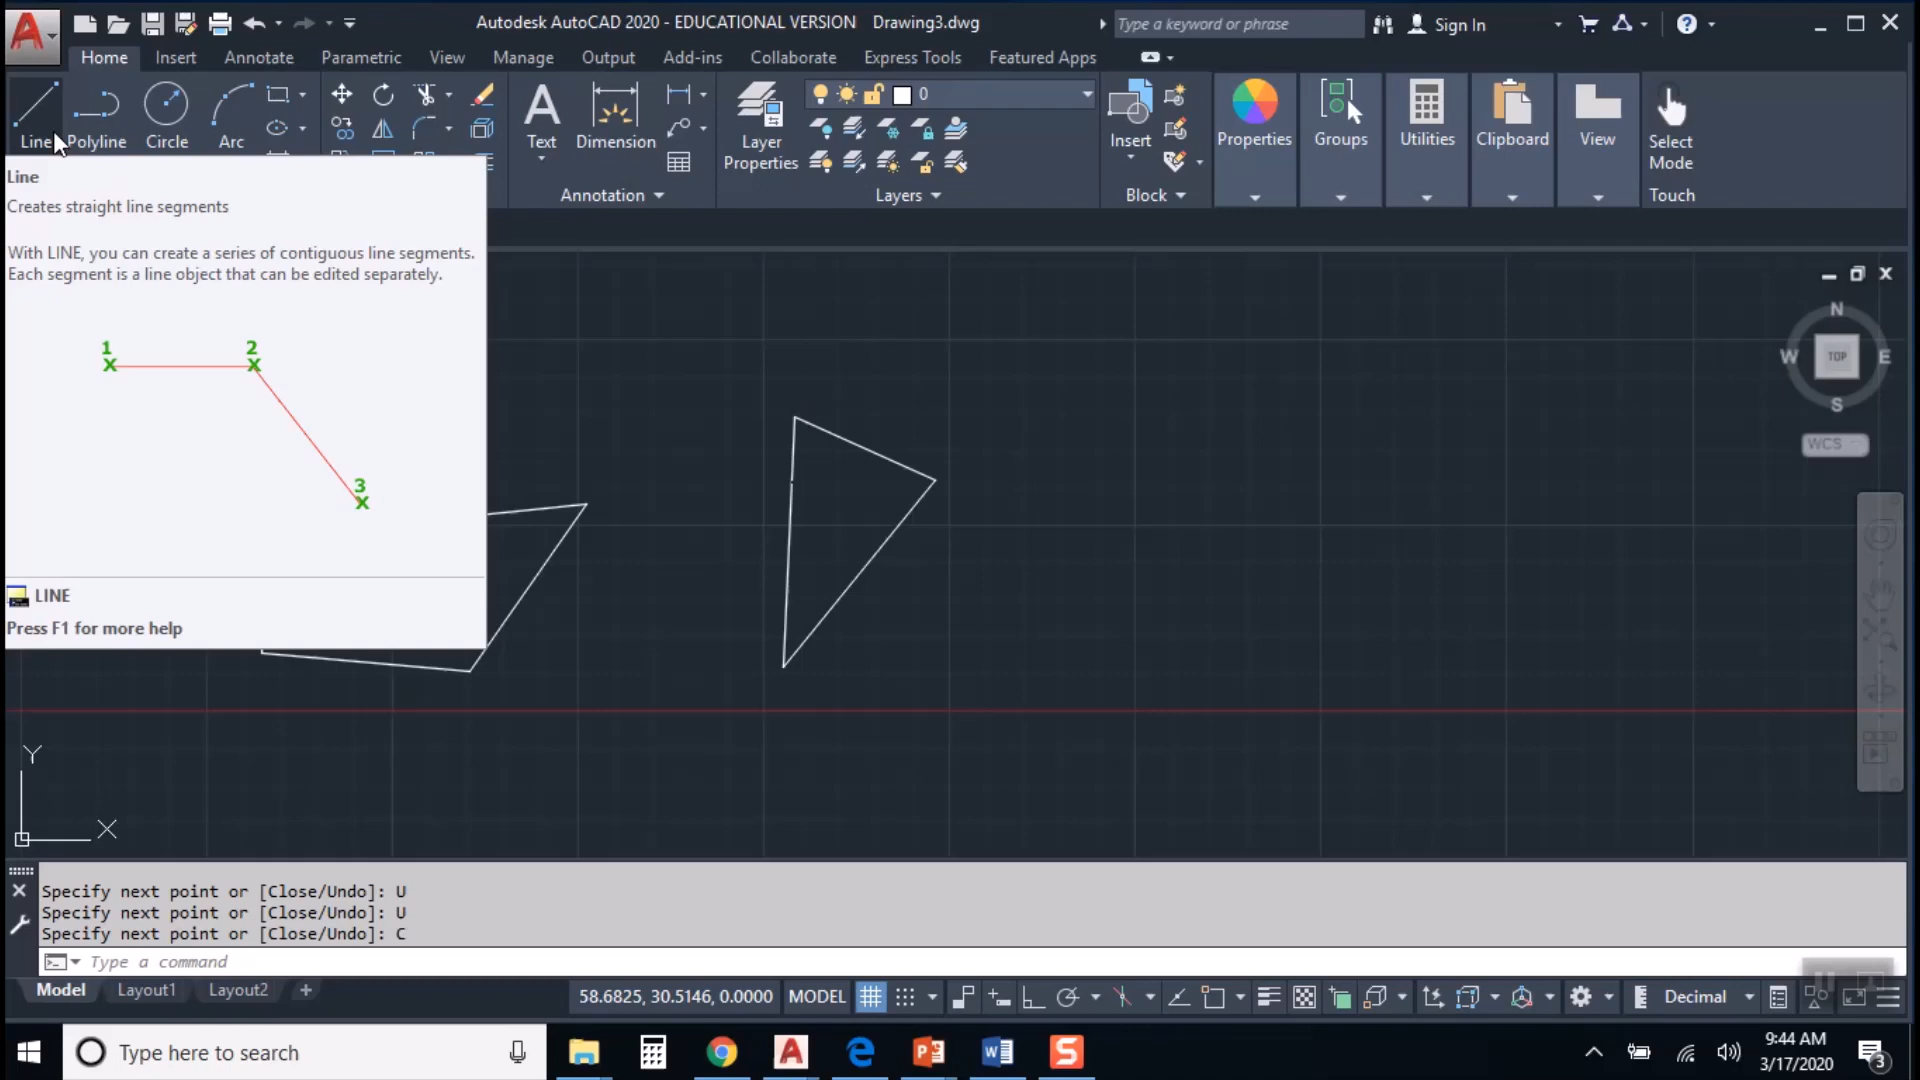 Autodesk AutoCAD 2020 - EDUCATIONAL VERSION Drawing3.dwg
Type a keyword or phrase
Sign In
Home Insert Annotate Parametric View Manage Output Add-ins Collaborate Express Tools Featured Apps
0
Line Polyline Circle Arc
Text Dimension
Layer Properties
Insert
Properties Groups Utilities Clipboard View
Select Mode
Annotation Layers Block Touch
Line
Creates straight line segments
With LINE, you can create a series of contiguous line segments.
Each segment is a line object that can be edited separately.
1 2
3
LINE
Press F1 for more help
N
W TOP E
S
WCS
Y
X
Specify next point or [Close/Undo]: U
Specify next point or [Close/Undo]: U
Specify next point or [Close/Undo]: C
Type a command
Model Layout1 Layout2 +
58.6825, 30.5146, 0.0000 MODEL Decimal
Type here to search
9:44 AM
3/17/2020
3